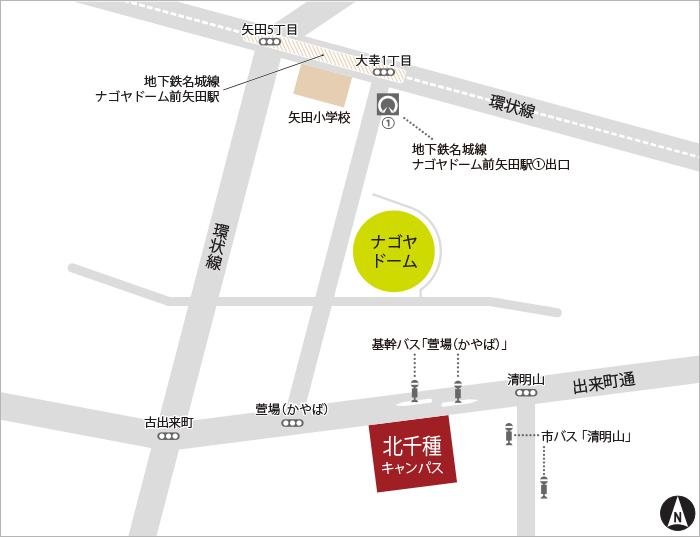 矢田5丁目
大幸1丁目
地下鉄名城線
ナゴヤドーム前矢田駅
矢田小学校
①
環状線
地下鉄名城線
ナゴヤドーム前矢田駅①出口
環状線
ナゴヤ
ドーム
基幹バス「萱場(かやば)」
清明山
出来町通
萱場(かやば)
古出来町
北千種
キャンパス
市バス「清明山」
N